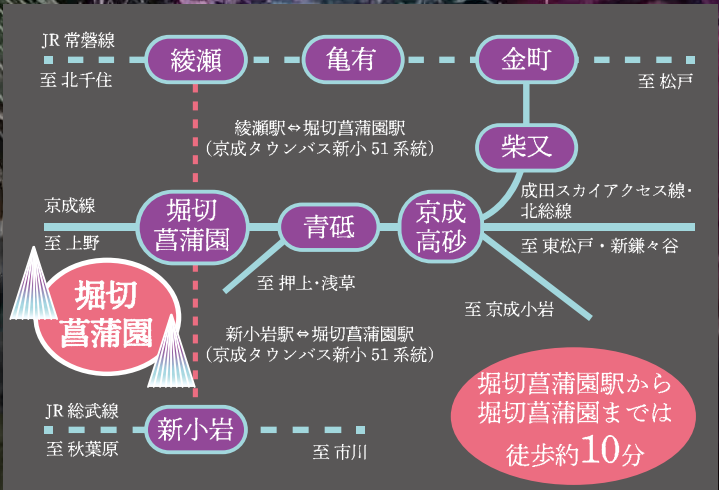 JR 常磐線
至 北千住
綾瀬
亀有
金町
至 松戸
綾瀬駅⇔堀切菖蒲園駅
(京成タウンバス新小 51 系統)
柴又
成田スカイアクセス線・
北総線
京成線
至 上野
堀切
菖蒲園
青砥
京成
高砂
至 東松戸・新鎌ヶ谷
至 押上・浅草
至 京成小岩
堀切
菖蒲園
新小岩駅⇔堀切菖蒲園駅
(京成タウンバス新小 51 系統)
JR 総武線
至 秋葉原
新小岩
至 市川
堀切菖蒲園駅から
堀切菖蒲園までは
徒歩約10分